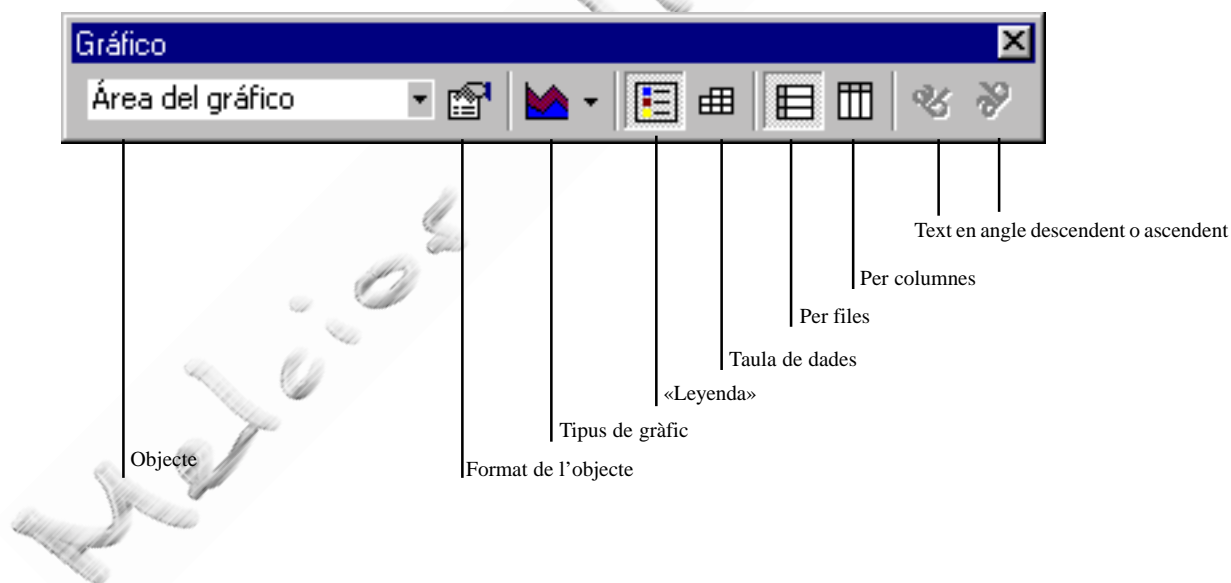 Gráfico
Área del gráfico
Text en angle descendent o ascendent
Per columnes
Per files
Taula de dades
«Leyenda»
Tipus de gràfic
Objecte
Format de l’objecte